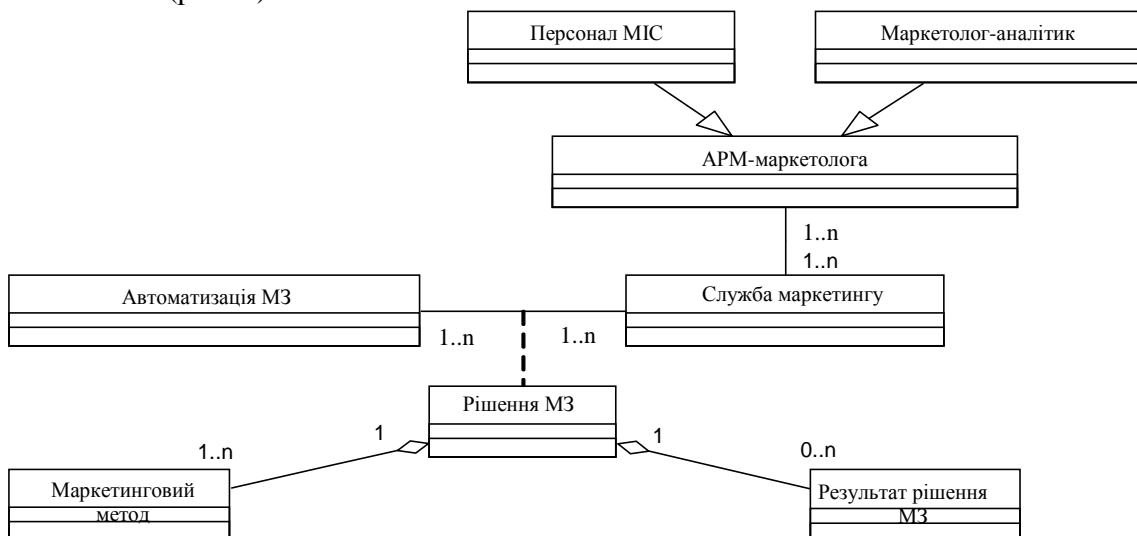 Персонал МІС
Маркетолог-аналітик
АРМ-маркетолога
1..n
1..n
Автоматизація МЗ
Служба маркетингу
1..n
1..n
Рішення МЗ
1
1
1..n
0..n
Маркетинговий
метод
Результат рішення
МЗ